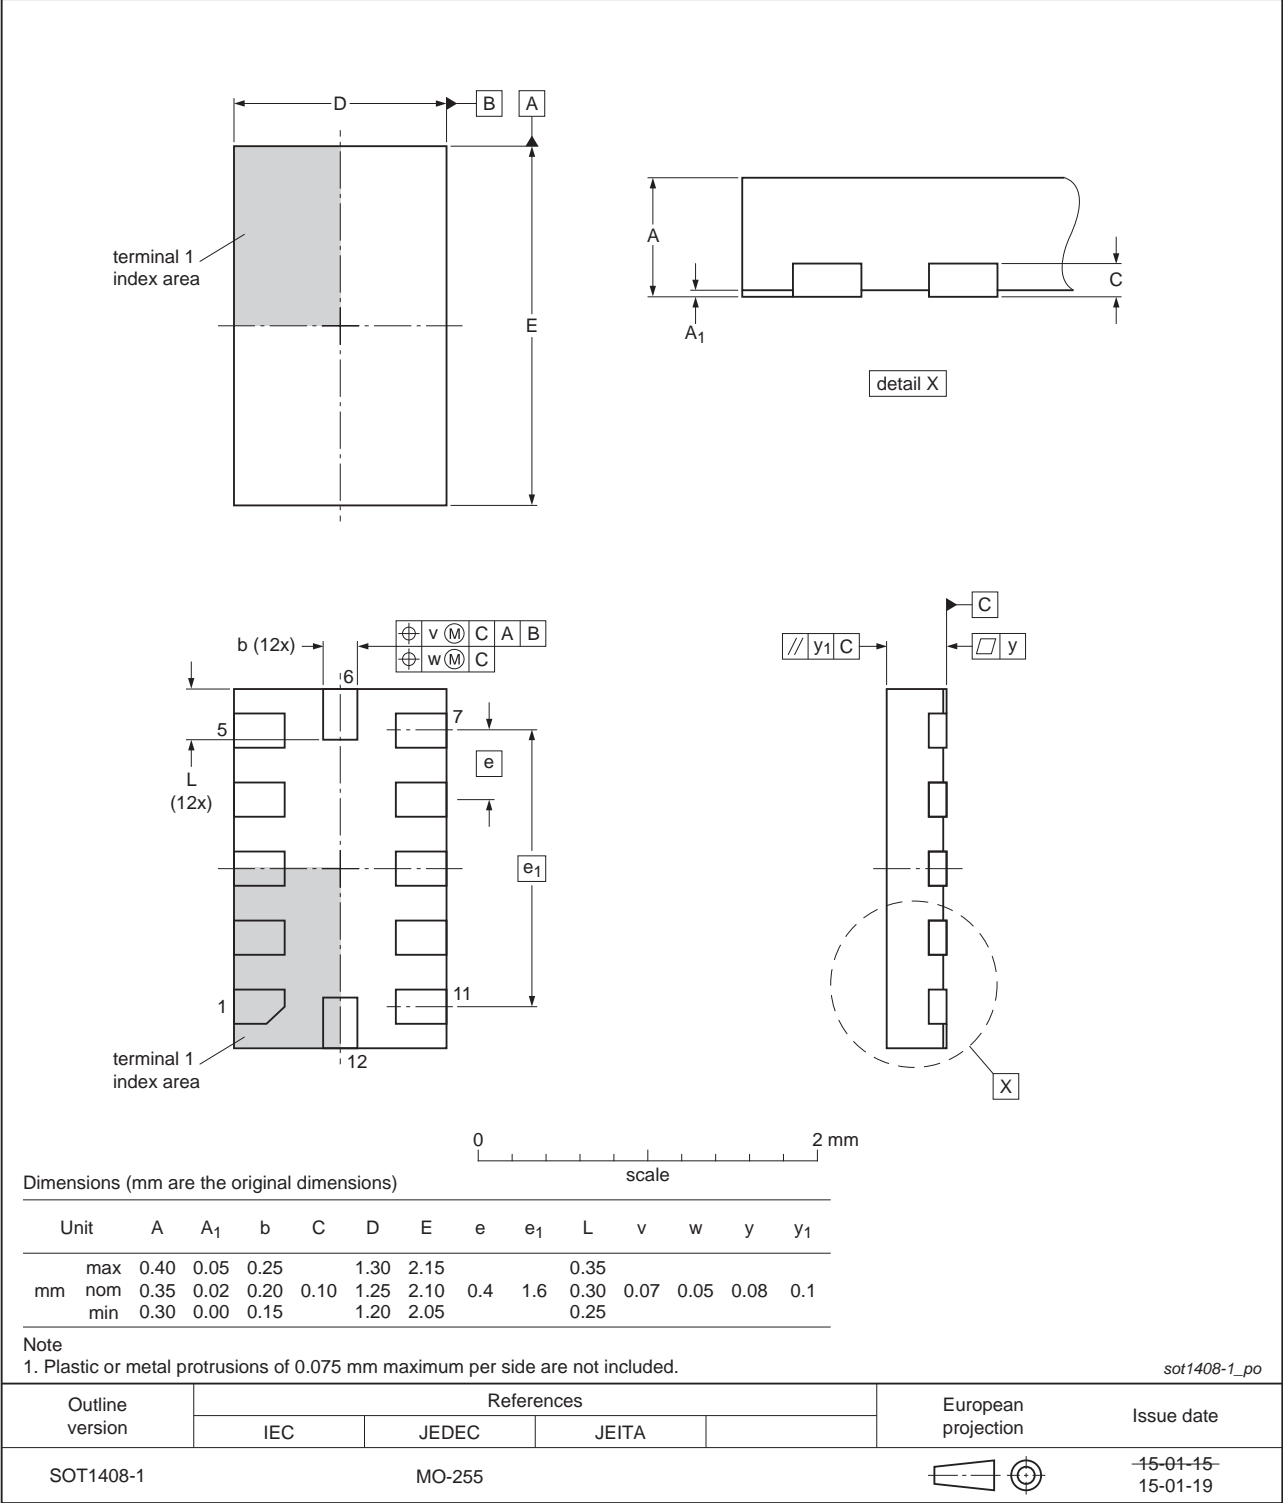 D
B
A
terminal 1
index area
E
A
A1
C
detail X
b (12x)
v M C A B
w M C
6
5
7
e
L
(12x)
e1
1
11
terminal 1
index area
12
C
// y1 C
y
X
0
2 mm
scale
Dimensions (mm are the original dimensions)
Unit A A1 b C D E e e1 L v w y y1
max 0.40 0.05 0.25 1.30 2.15 0.35
mm nom 0.35 0.02 0.20 0.10 1.25 2.10 0.4 1.6 0.30 0.07 0.05 0.08 0.1
min 0.30 0.00 0.15 1.20 2.05 0.25
Note
1. Plastic or metal protrusions of 0.075 mm maximum per side are not included.
sot1408-1_po
Outline
version
References
IEC JEDEC JEITA
European
projection
Issue date
SOT1408-1 MO-255
15-01-15
15-01-19